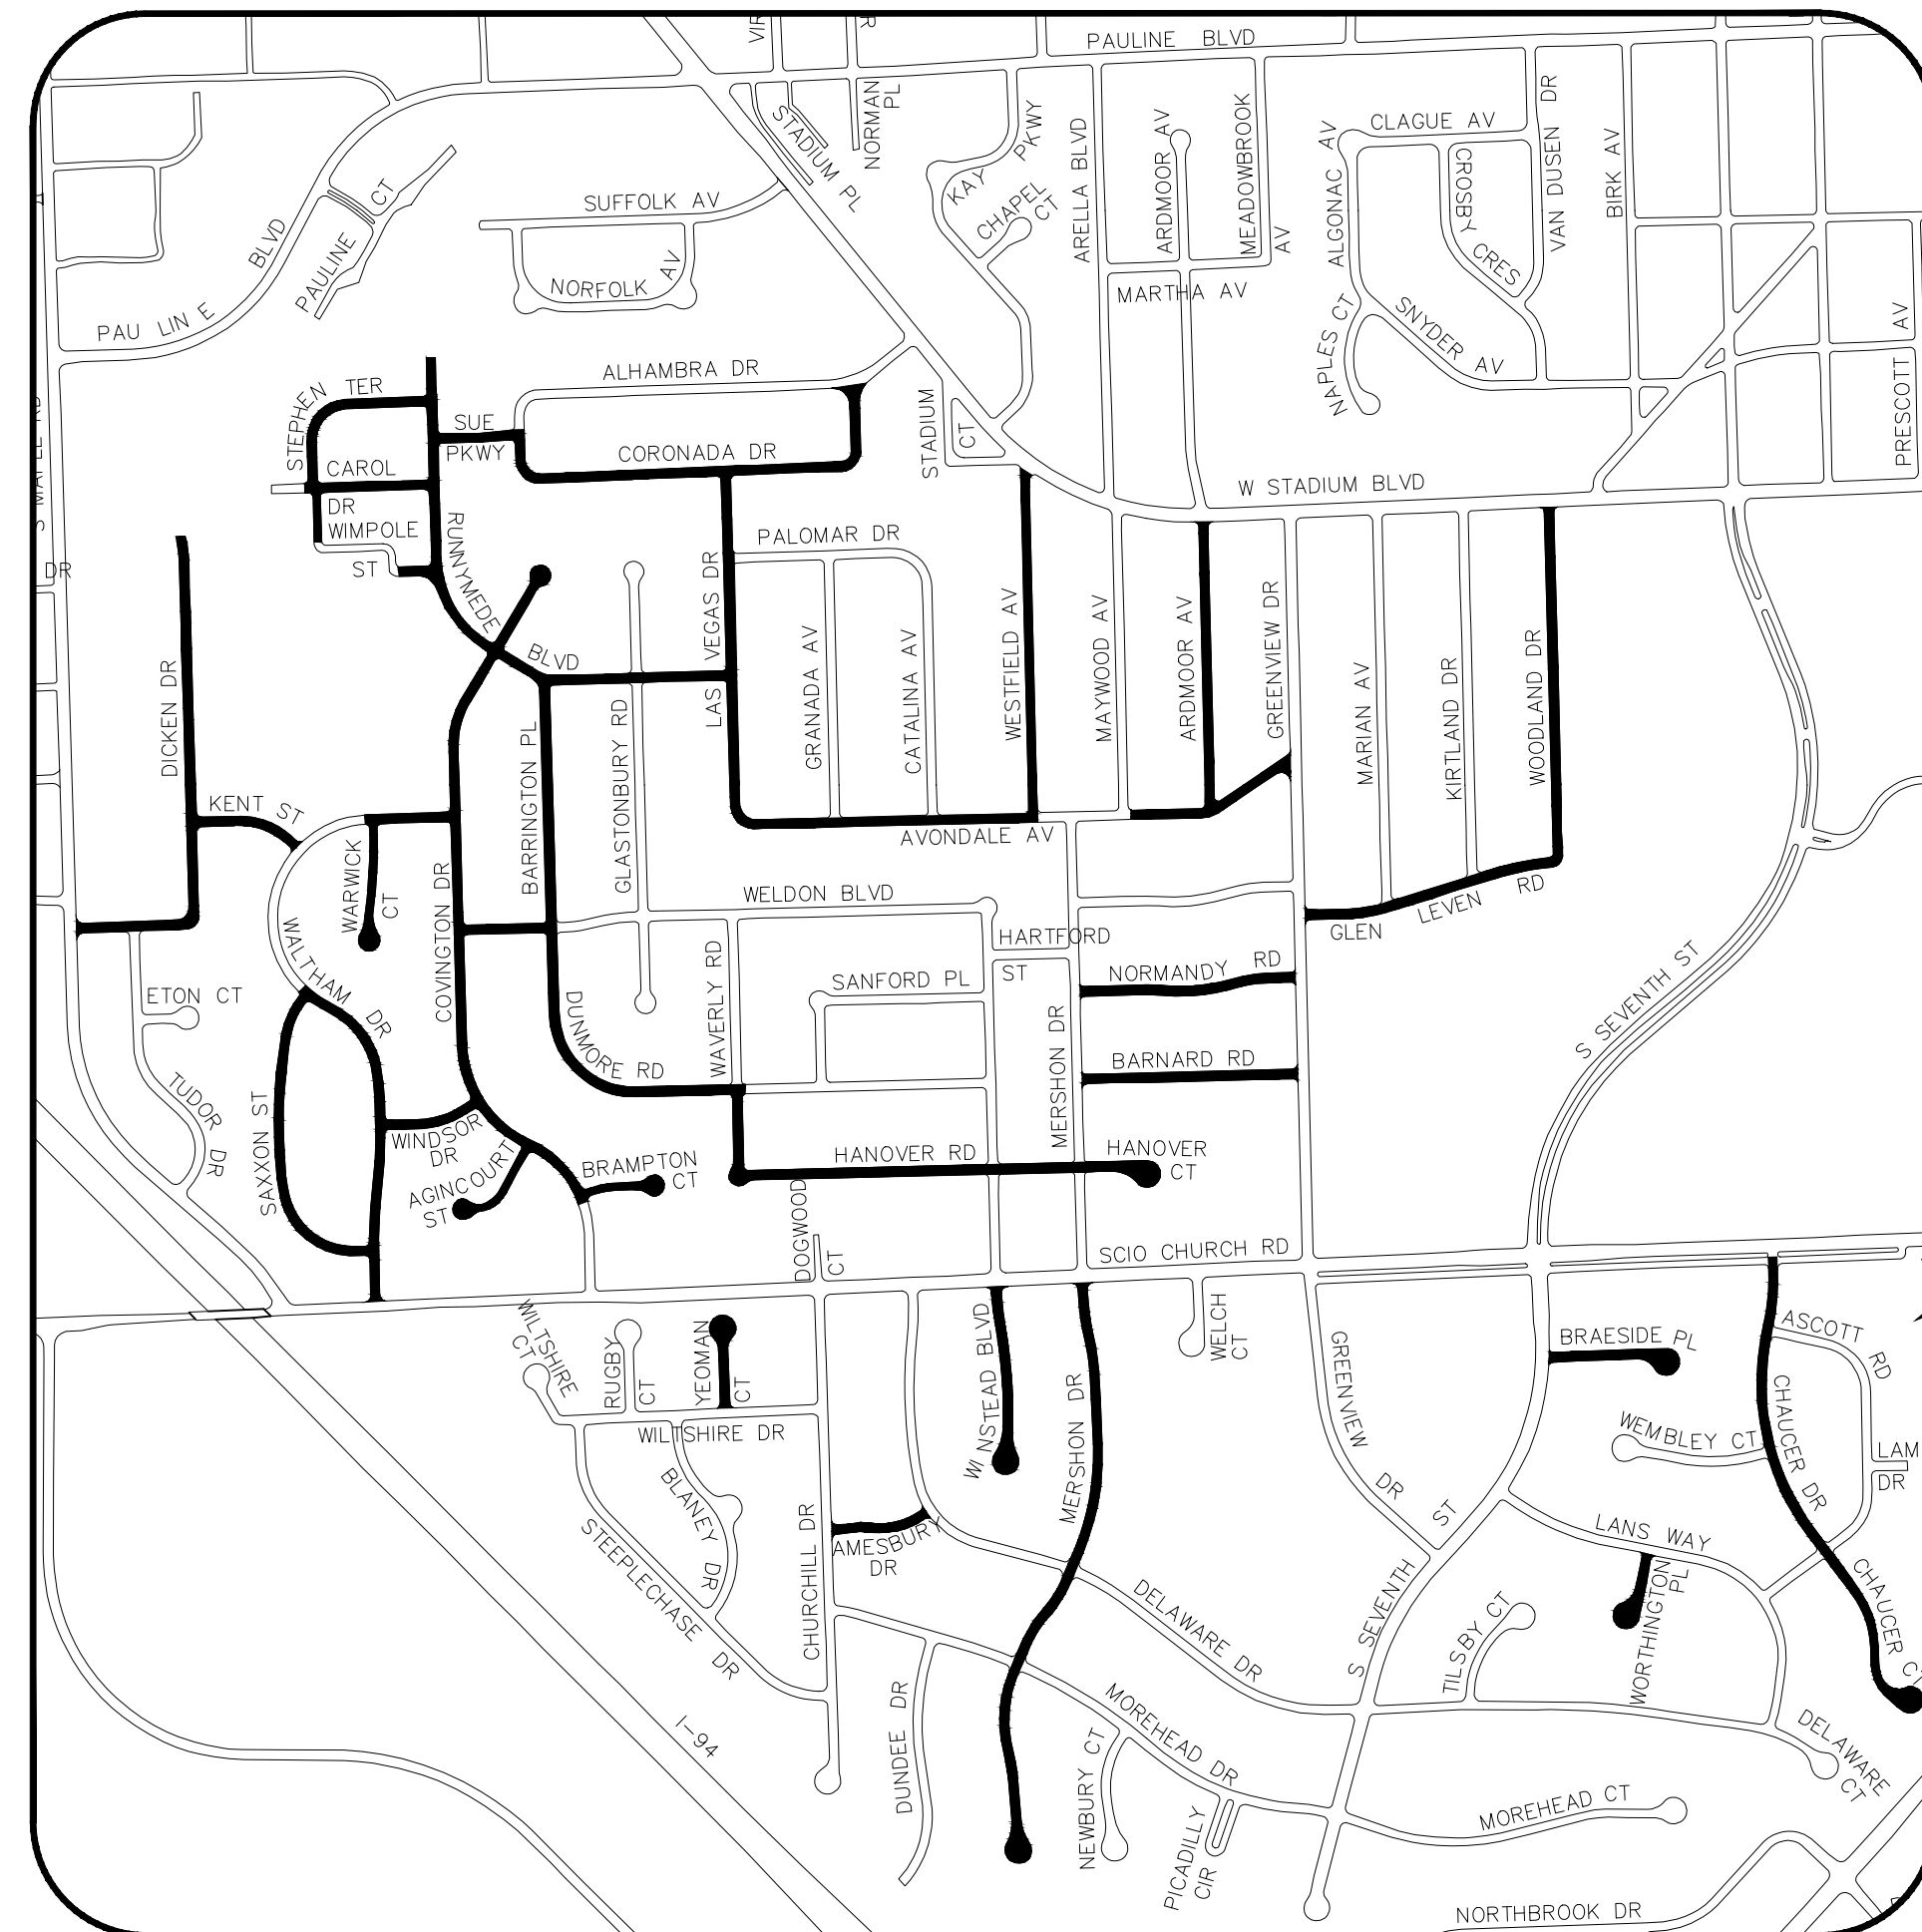 PAULINE BLVD
NORMAN
PL
STADIUM PL
KAY PKWY
CHAPEL
CT
ARELLA BLVD
ARDMOOR AV
MEADOWBROOK
AV
CLAGUE AV
ALGONAC AV
CROSBY CRES
VAN DUSEN DR
BIRK AV
SUFFOLK AV
NORFOLK AV
PAULINE CT
PAU LIN E BLVD
MARTHA AV
NAPLES CT
SNYDER AV
PRESCOTT AV
ALHAMBRA DR
STEPHEN TER
SUE
PKWY
CORONADA DR
STADIUM
CT
CAROL
DR
WIMPOLE
ST
W STADIUM BLVD
RUNNYMEDE BLVD
PALOMAR DR
DR
DICKEN DR
LAS VEGAS DR
GRANADA AV
CATALINA AV
WESTFIELD AV
MAYWOOD AV
ARDMOOR AV
GREENVIEW DR
MARIAN AV
KIRTLAND DR
WOODLAND DR
KENT ST
BARRINGTON PL
GLASTONBURY RD
AVONDALE AV
WARWICK
CT
COVINGTON DR
WELDON BLVD
GLEN LEVEN RD
HARTFORD
ST
WALTHAM DR
ETON CT
SANFORD PL
NORMANDY RD
WAVERLY RD
DUNMORE RD
MERSHON DR
BARNARD RD
S SEVENTH ST
TUDOR DR
SAXXON ST
WINDSOR
DR
AGINCOURT
ST
BRAMPTON
CT
HANOVER RD
HANOVER
CT
DOGWOOD
CT
SCIO CHURCH RD
WILTSHIRE
CT
RUGBY
CT
YEOMAN
CT
WILTSHIRE DR
WI NSTEAD BLVD
MERSHON DR
WELCH
CT
GREENVIEW DR
BRAESIDE PL
ASCOTT RD
CHAUCER DR
WEMBLEY CT
LAM
DR
BLANEY DR
STEEPLECHASE DR
CHURCHILL DR
AMESBURY
DR
LANS WAY
WORTHINGTON
PL
CHAUCER CT
DELAWARE DR
S SEVENTH ST
TILSBY CT
I-94
DUNDEE DR
MOREHEAD DR
NEWBURY CT
PICADILLY
CIR
DELAWARE
CT
MOREHEAD CT
NORTHBROOK DR